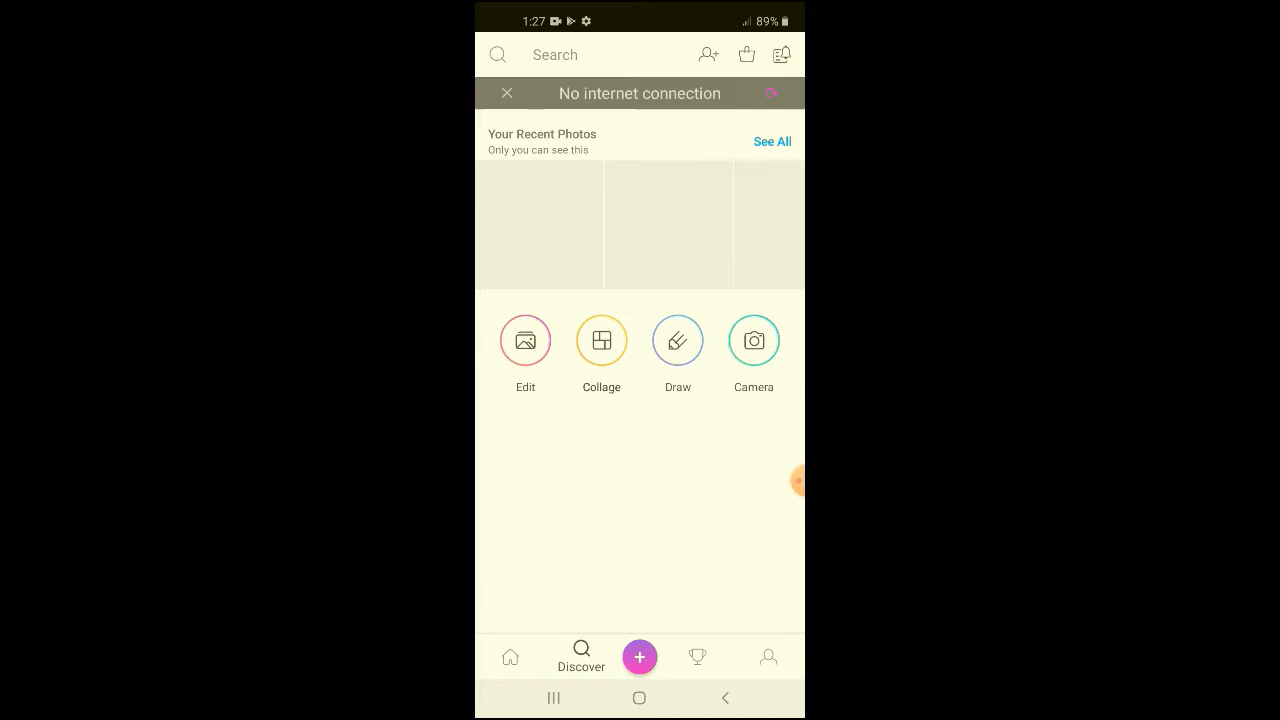 1:27 89%
Search
No internet connection
Your Recent Photos
Only you can see this
See All
Edit Collage Draw Camera
Discover